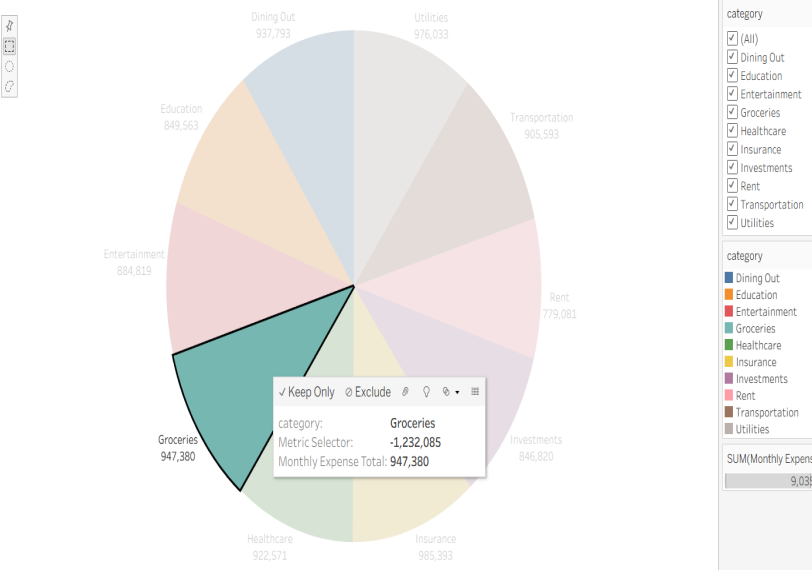 Dining Out
937,793
Utilities
976,033
Education
849,563
Transportation
905,593
Entertainment
884,819
Rent
779,081
Groceries
947,380
Investments
846,820
Healthcare
922,571
Insurance
985,393
Keep Only Exclude
category: Groceries
Metric Selector: -1,232,085
Monthly Expense Total: 947,380
category
(All)
Dining Out
Education
Entertainment
Groceries
Healthcare
Insurance
Investments
Rent
Transportation
Utilities
category
Dining Out
Education
Entertainment
Groceries
Healthcare
Insurance
Investments
Rent
Transportation
Utilities
SUM(Monthly Expens
9,035